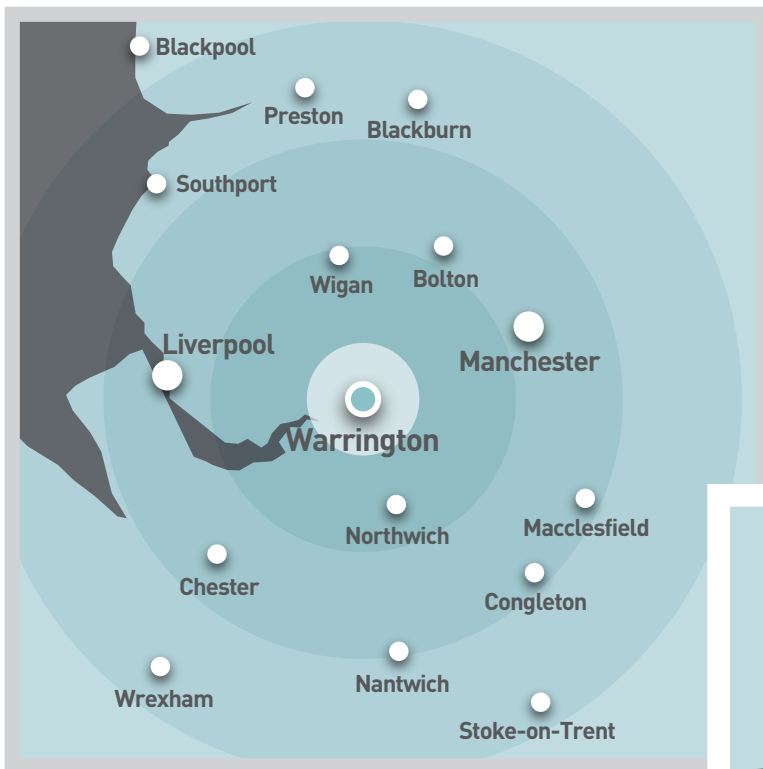 Blackpool
Preston
Blackburn
Southport
Wigan
Bolton
Liverpool
Manchester
Warrington
Northwich
Macclesfield
Chester
Congleton
Nantwich
Wrexham
Stoke-on-Trent